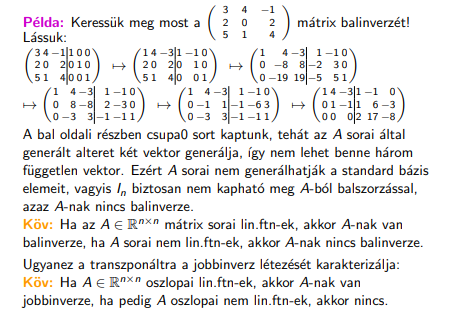 Példa: Keressük meg most a ( 3 4 −1 ) mátrix balinverzét!
( 2 0 2 )
( 5 1 4 )
Lássuk:
( 3 4 −1 | 1 0 0 ) ↦ ( 1 4 −3 | 1 −1 0 ) ↦ ( 1 4 −3 | 1 −1 0 )
( 2 0 2 | 0 1 0 ) ( 2 0 2 | 0 1 0 ) ( 0 −8 8 | −2 3 0 )
( 5 1 4 | 0 0 1 ) ( 5 1 4 | 0 0 1 ) ( 0 −19 19 | −5 5 1 )
↦ ( 1 4 −3 | 1 −1 0 ) ↦ ( 1 4 −3 | 1 −1 0 ) ↦ ( 1 4 −3 | 1 −1 0 )
( 0 8 −8 | 2 −3 0 ) ( 0 −1 1 | −1 −6 3 ) ( 0 1 −1 | 1 6 −3 )
( 0 −3 3 | −1 −1 1 ) ( 0 −3 3 | −1 −1 1 ) ( 0 0 0 | 2 17 −8 )
A bal oldali részben csupa0 sort kaptunk, tehát az A sorai által
generált alteret két vektor generálja, így nem lehet benne három
független vektor. Ezért A sorai nem generálhatják a standard bázis
elemeit, vagyis Iₙ biztosan nem kapható meg A-ból balszorzással,
azaz A-nak nincs balinverze.
Köv: Ha az A ∈ ℝⁿˣⁿ mátrix sorai lin.ftn-ek, akkor A-nak van
balinverze, ha A sorai nem lin.ftn-ek, akkor A-nak nincs balinverze.
Ugyanez a transzponáltra a jobbinverz létezését karakterizálja:
Köv: Ha A ∈ ℝⁿˣⁿ oszlopai lin.ftn-ek, akkor A-nak van
jobbinverze, ha pedig A oszlopai nem lin.ftn-ek, akkor nincs.